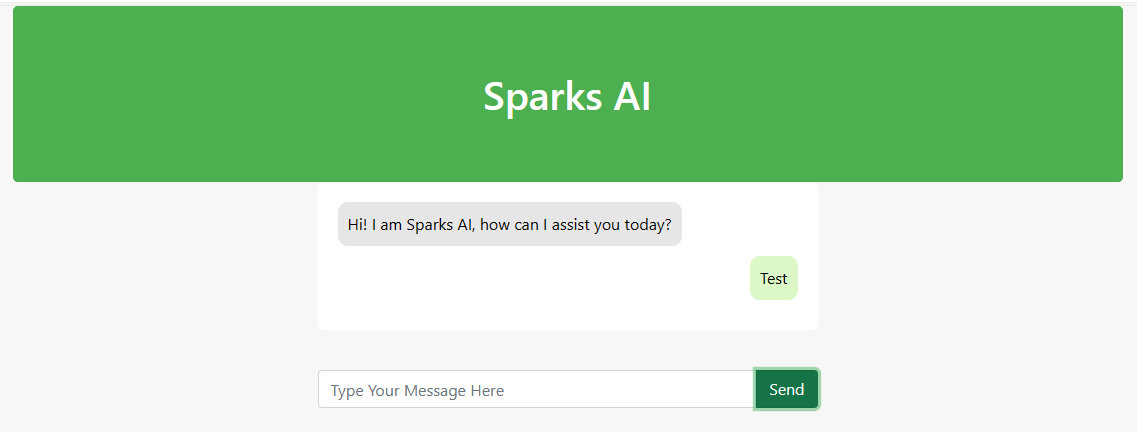 Sparks AI
Hi! I am Sparks AI, how can I assist you today?
Test
Type Your Message Here
Send